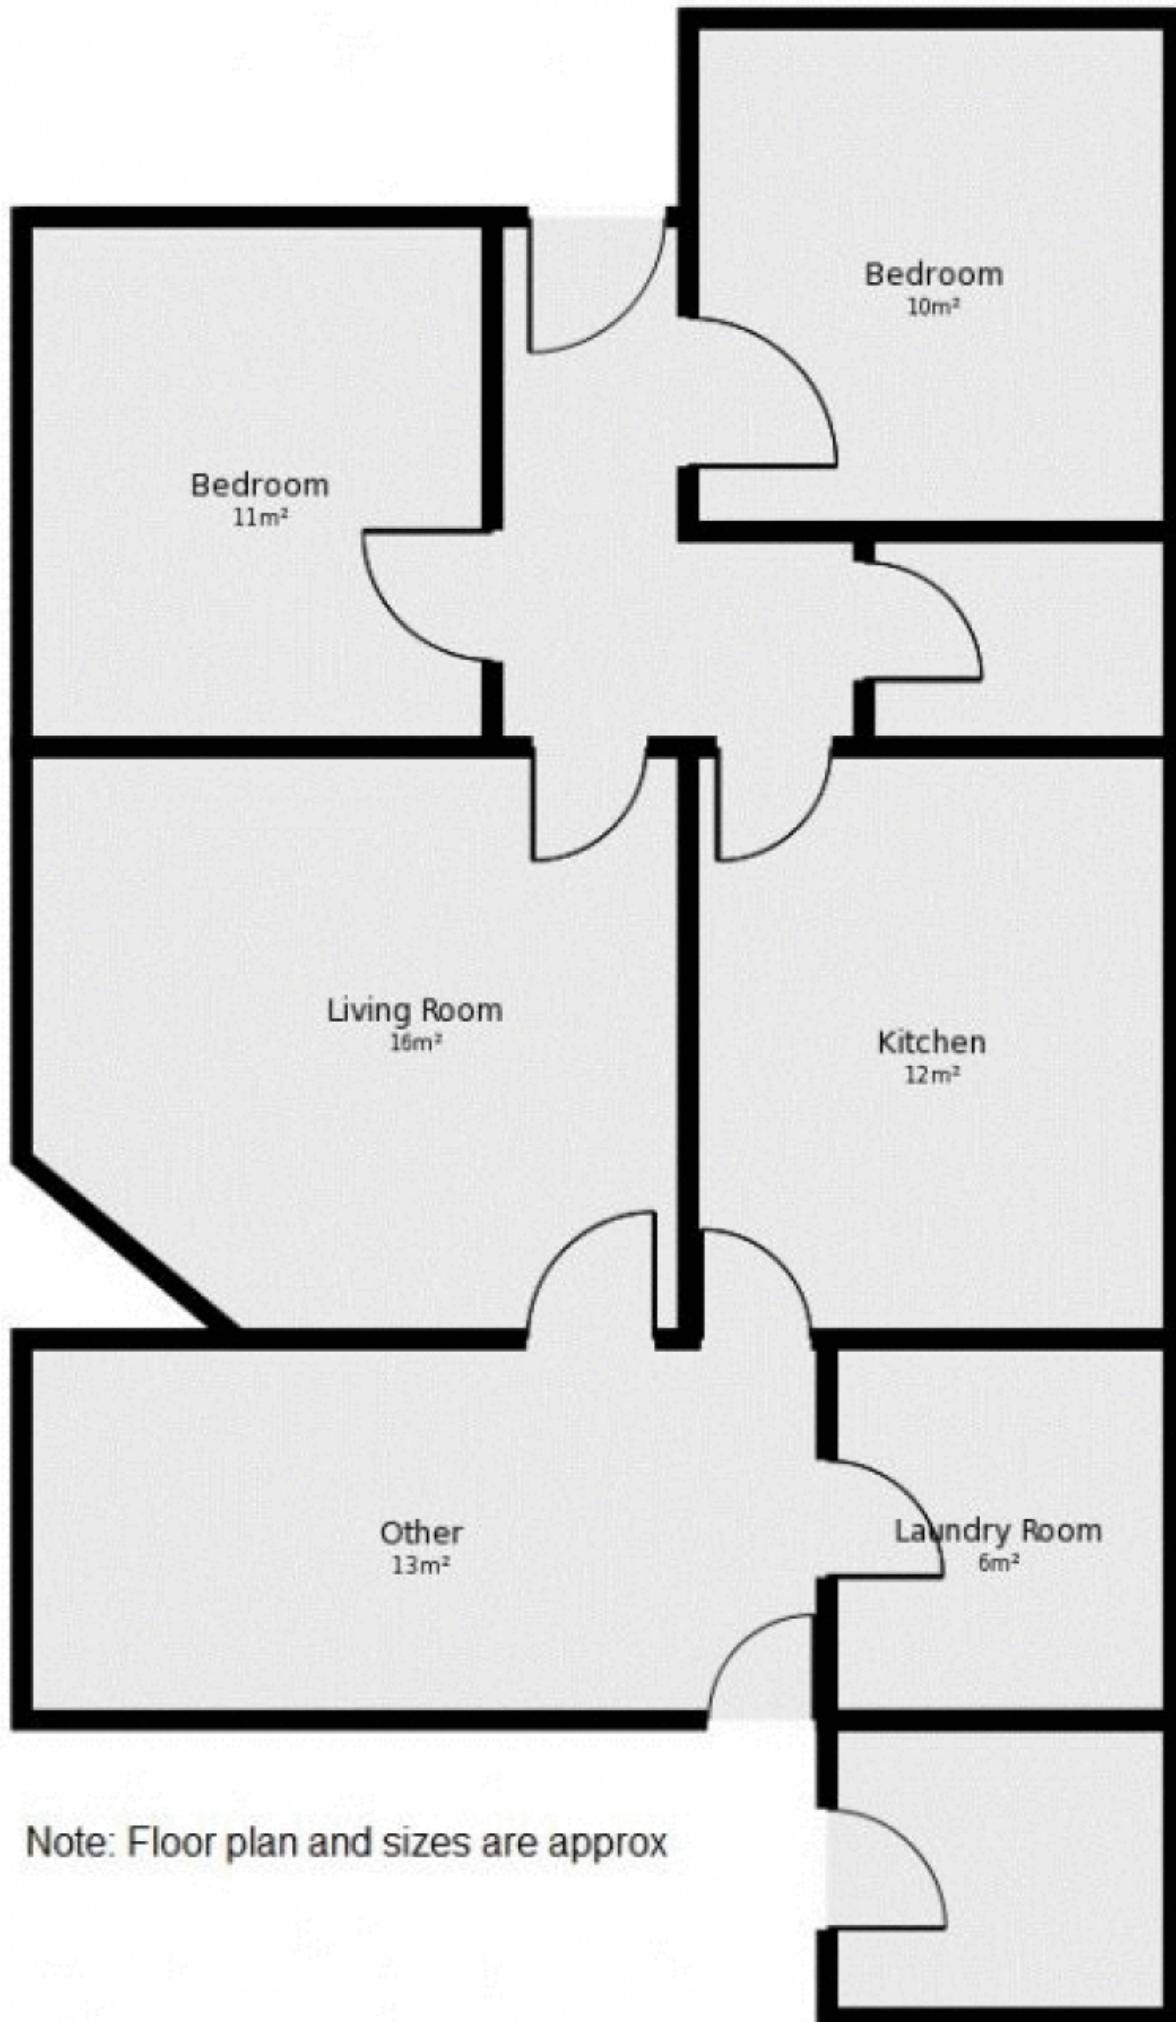 Bedroom
10m²
Bedroom
11m²
Living Room
16m²
Kitchen
12m²
Other
13m²
Laundry Room
6m²
Note: Floor plan and sizes are approx